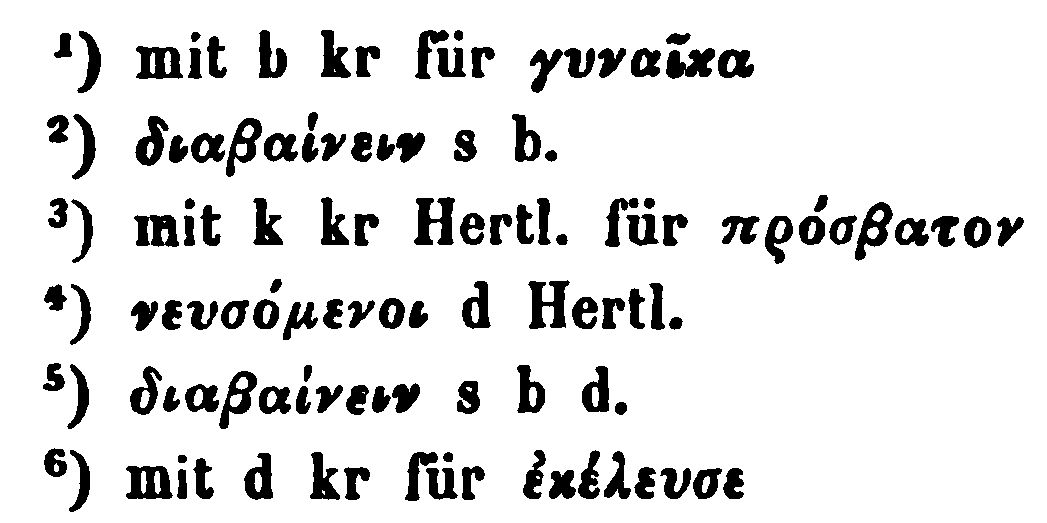 ¹) mit b kr für γυναῖκα
²) διαβαίνειν s b.
³) mit k kr Hertl. für πρόσβατον
⁴) νευσόμενοι d Hertl.
⁵) διαβαίνειν s b d.
⁶) mit d kr für ἐκέλευσε